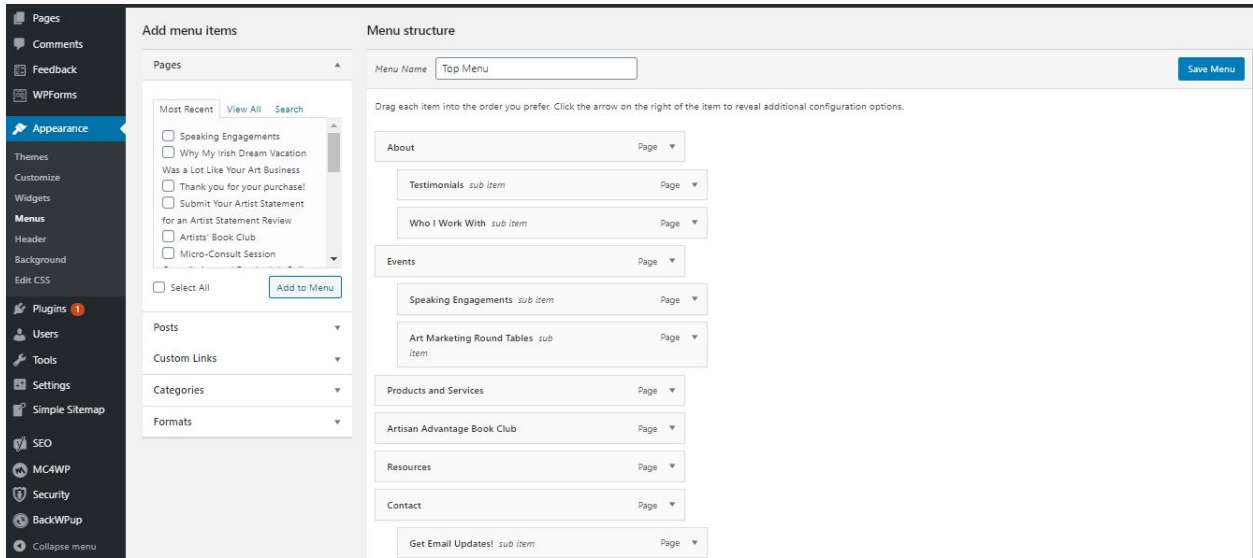 Pages
Comments
Feedback
WPForms
Appearance
Themes
Customize
Widgets
Menus
Header
Background
Edit CSS
Plugins 1
Users
Tools
Settings
Simple Sitemap
SEO
MC4WP
Security
BackWPup
Collapse menu
Add menu items
Pages
Most Recent View All Search
Speaking Engagements
Why My Irish Dream Vacation
Was a Lot Like Your Art Business
Thank you for your purchase!
Submit Your Artist Statement
for an Artist Statement Review
Artists' Book Club
Micro-Consult Session
Select All Add to Menu
Posts
Custom Links
Categories
Formats
Menu structure
Menu Name Top Menu Save Menu
Drag each item into the order you prefer. Click the arrow on the right of the item to reveal additional configuration options.
About Page
Testimonials sub item Page
Who I Work With sub item Page
Events Page
Speaking Engagements sub item Page
Art Marketing Round Tables sub Page
item
Products and Services Page
Artisan Advantage Book Club Page
Resources Page
Contact Page
Get Email Updates! sub item Page